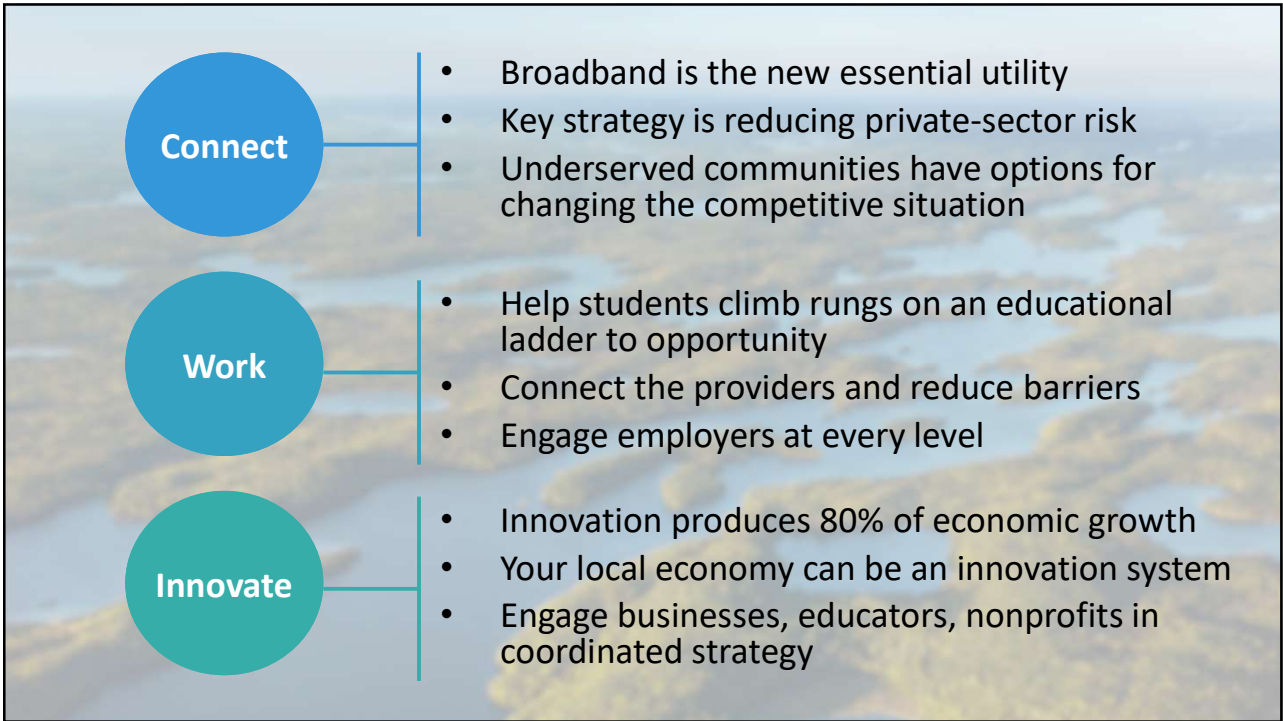 Connect
• Broadband is the new essential utility
• Key strategy is reducing private-sector risk
• Underserved communities have options for
changing the competitive situation
Work
• Help students climb rungs on an educational
ladder to opportunity
• Connect the providers and reduce barriers
• Engage employers at every level
Innovate
• Innovation produces 80% of economic growth
• Your local economy can be an innovation system
• Engage businesses, educators, nonprofits in
coordinated strategy